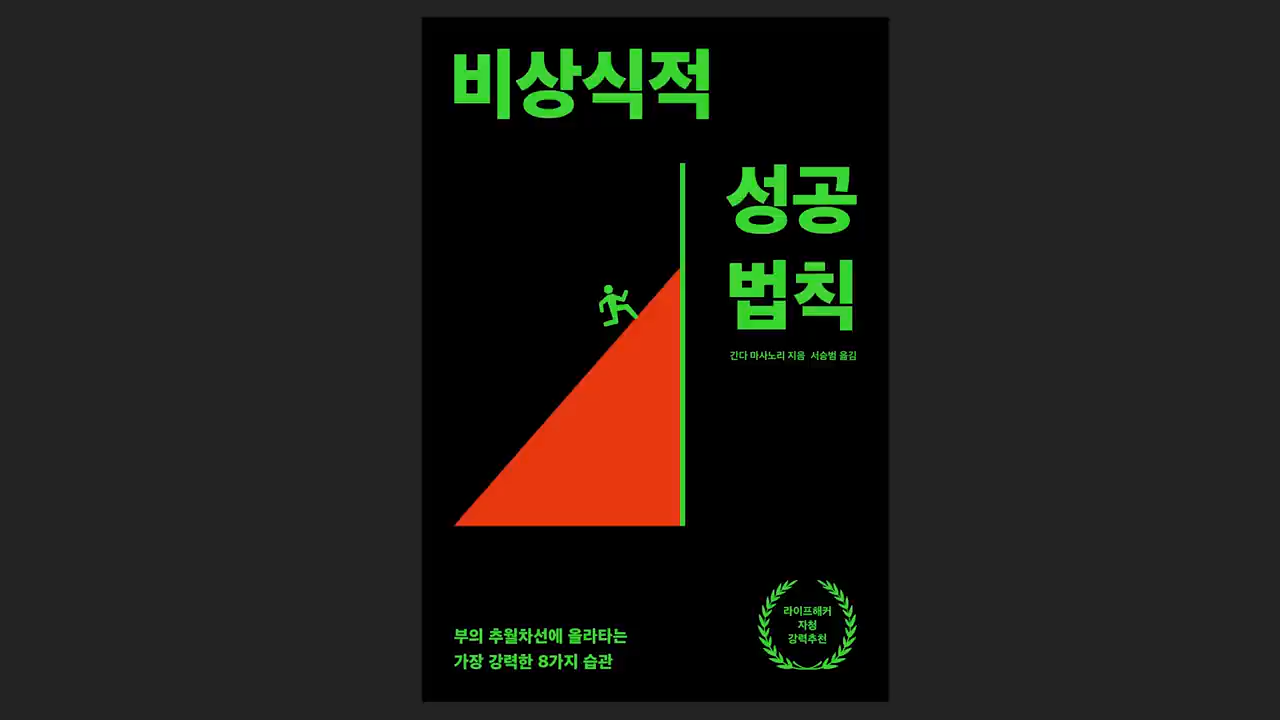 비상식적
성공
법칙
간다 마사노리 지음 서승범 옮김
부의 추월차선에 올라타는
가장 강력한 8가지 습관
라이프해커
자청
강력추천